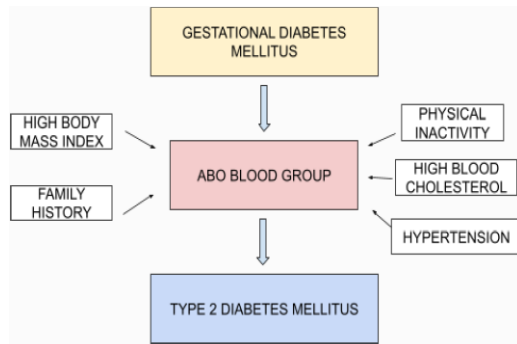 GESTATIONAL DIABETES
MELLITUS
HIGH BODY
MASS INDEX
PHYSICAL
INACTIVITY
ABO BLOOD GROUP
HIGH BLOOD
CHOLESTEROL
FAMILY
HISTORY
HYPERTENSION
TYPE 2 DIABETES MELLITUS